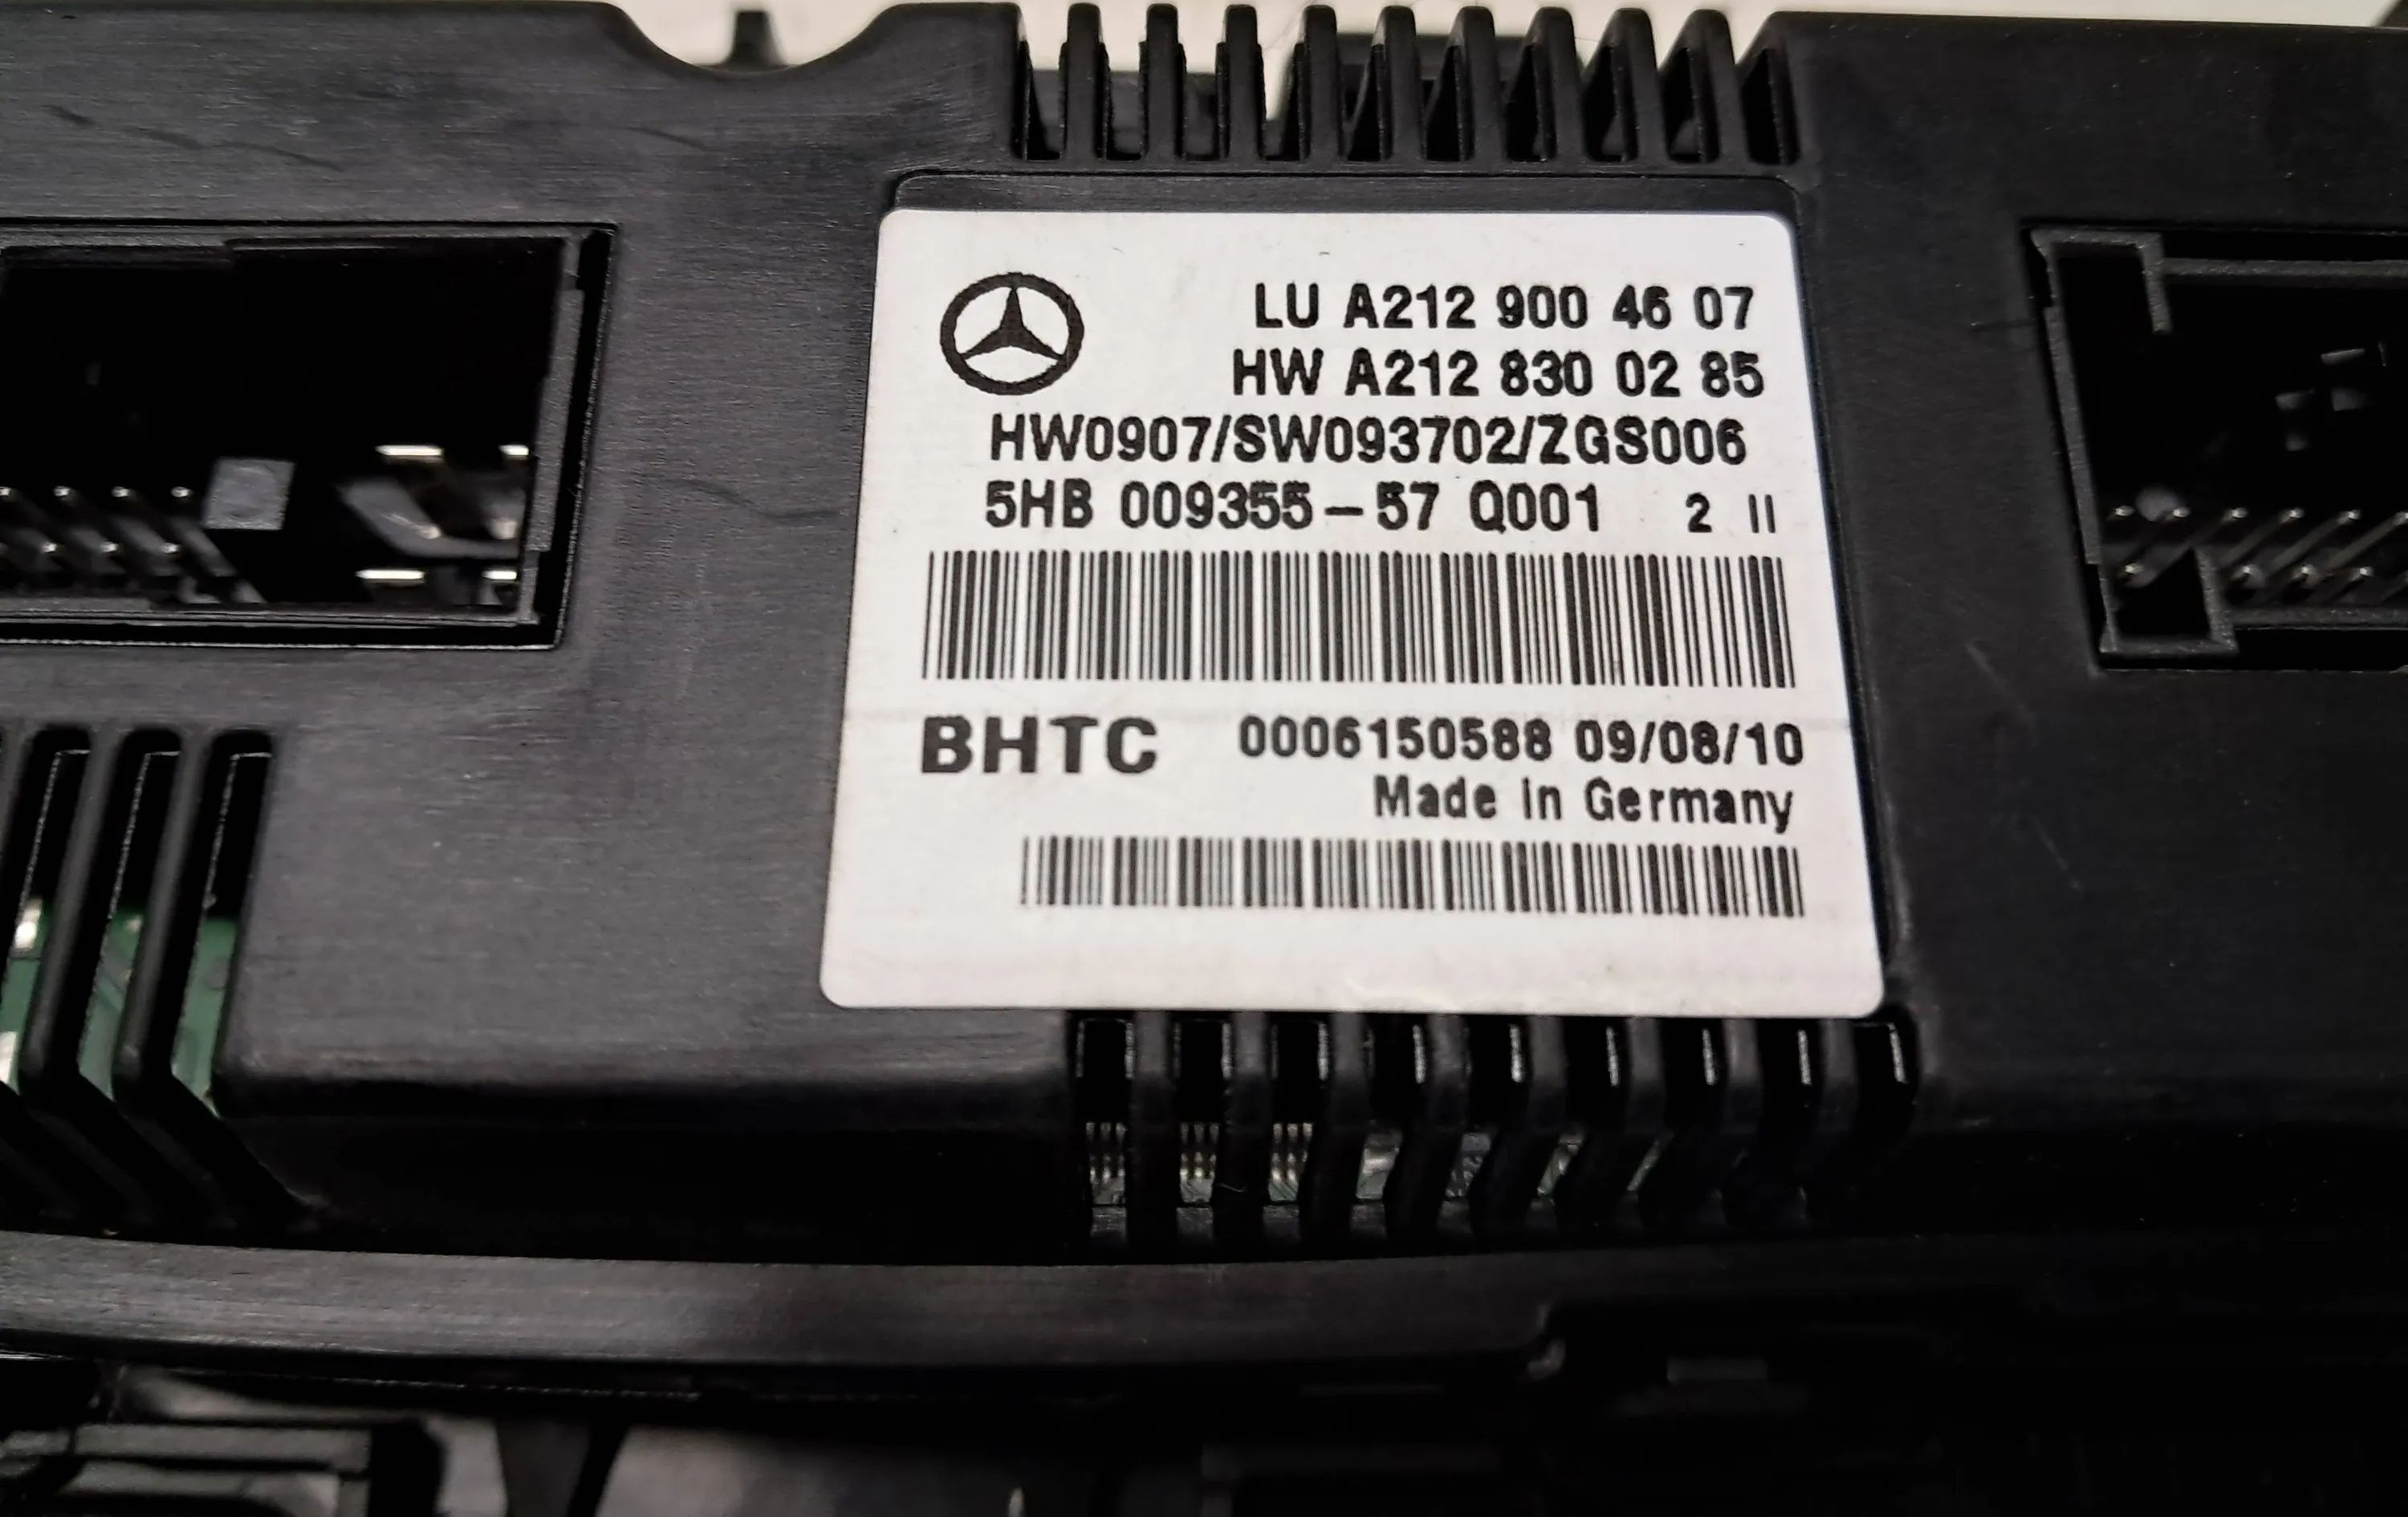 LU A212 900 46 07
HW A212 830 02 85
HW0907/SW093702/ZGS006
5HB 009355-57 Q001 2 II
BHTC 0006150588 09/08/10
Made in Germany